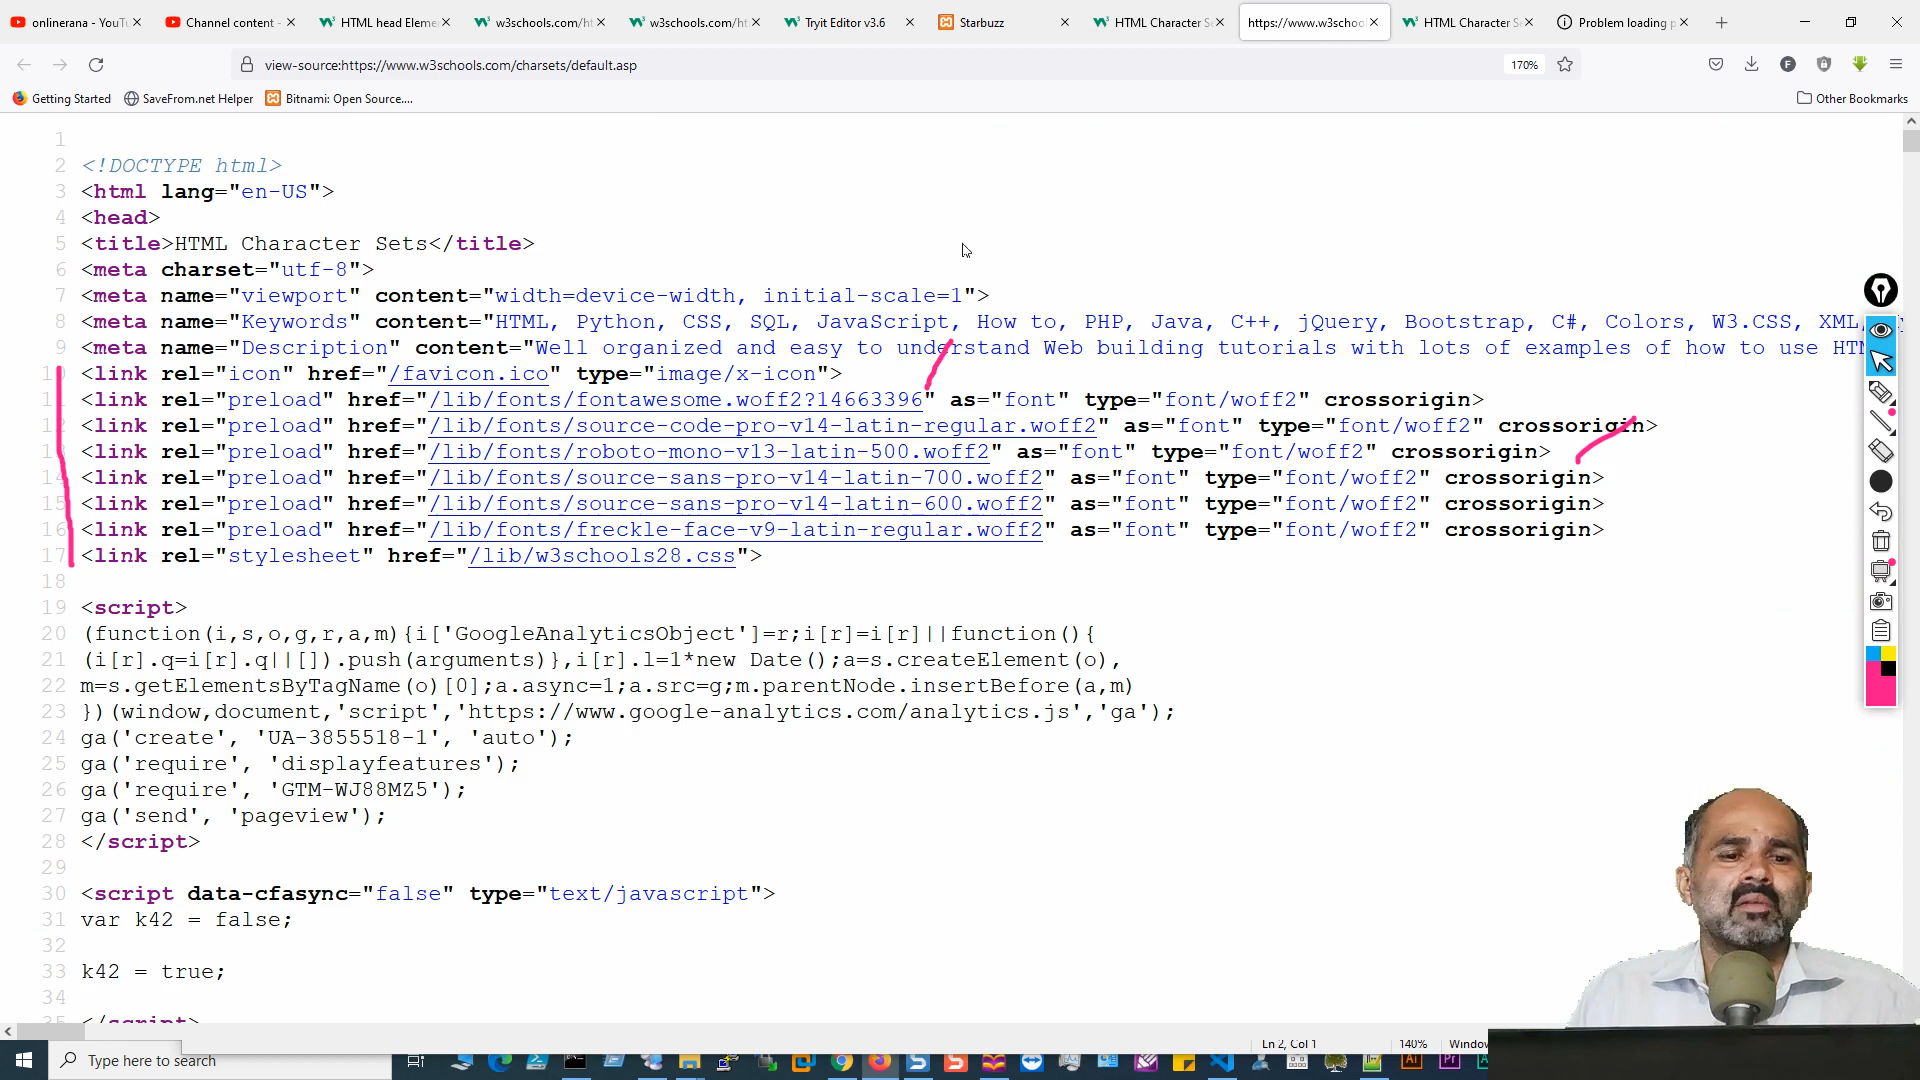 onlinerana - YouTu
Channel content -
HTML head Eleme
w3schools.com/ht
w3schools.com/ht
Tryit Editor v3.6
Starbuzz
HTML Character Se
https://www.w3schoo
HTML Character Se
Problem loading p
view-source:https://www.w3schools.com/charsets/default.asp
170%
Getting Started
SaveFrom.net Helper
Bitnami: Open Source....
Other Bookmarks
1
2 <!DOCTYPE html>
3 <html lang="en-US">
4 <head>
5 <title>HTML Character Sets</title>
6 <meta charset="utf-8">
7 <meta name="viewport" content="width=device-width, initial-scale=1">
8 <meta name="Keywords" content="HTML, Python, CSS, SQL, JavaScript, How to, PHP, Java, C++, jQuery, Bootstrap, C#, Colors, W3.CSS, XML,
9 <meta name="Description" content="Well organized and easy to understand Web building tutorials with lots of examples of how to use HTM
10 <link rel="icon" href="/favicon.ico" type="image/x-icon">
11 <link rel="preload" href="/lib/fonts/fontawesome.woff2?14663396" as="font" type="font/woff2" crossorigin>
12 <link rel="preload" href="/lib/fonts/source-code-pro-v14-latin-regular.woff2" as="font" type="font/woff2" crossorigin>
13 <link rel="preload" href="/lib/fonts/roboto-mono-v13-latin-500.woff2" as="font" type="font/woff2" crossorigin>
14 <link rel="preload" href="/lib/fonts/source-sans-pro-v14-latin-700.woff2" as="font" type="font/woff2" crossorigin>
15 <link rel="preload" href="/lib/fonts/source-sans-pro-v14-latin-600.woff2" as="font" type="font/woff2" crossorigin>
16 <link rel="preload" href="/lib/fonts/freckle-face-v9-latin-regular.woff2" as="font" type="font/woff2" crossorigin>
17 <link rel="stylesheet" href="/lib/w3schools28.css">
18
19 <script>
20 (function(i,s,o,g,r,a,m){i['GoogleAnalyticsObject']=r;i[r]=i[r]||function(){
21 (i[r].q=i[r].q||[]).push(arguments)},i[r].l=1*new Date();a=s.createElement(o),
22 m=s.getElementsByTagName(o)[0];a.async=1;a.src=g;m.parentNode.insertBefore(a,m)
23 })(window,document,'script','https://www.google-analytics.com/analytics.js','ga');
24 ga('create', 'UA-3855518-1', 'auto');
25 ga('require', 'displayfeatures');
26 ga('require', 'GTM-WJ88MZ5');
27 ga('send', 'pageview');
28 </script>
29
30 <script data-cfasync="false" type="text/javascript">
31 var k42 = false;
32
33 k42 = true;
34
35 </script>
Ln 2, Col 1
140%
Window
Type here to search